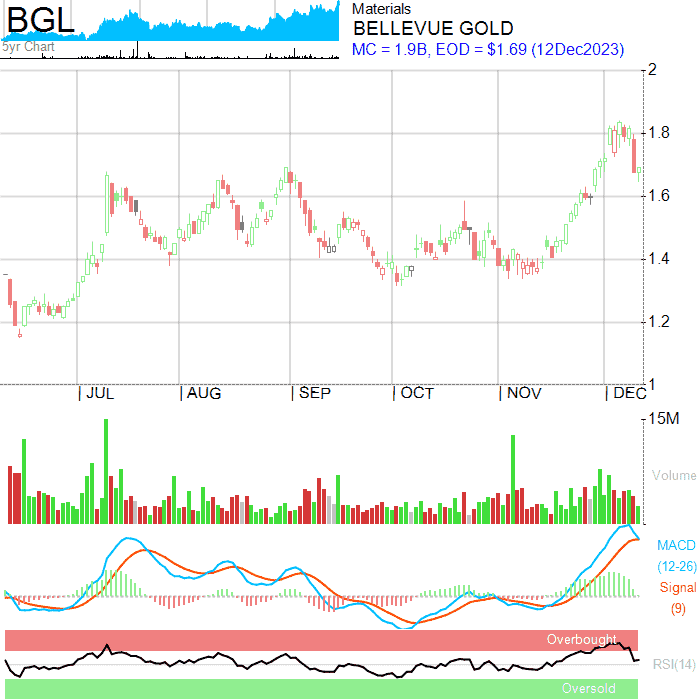 BGL
5yr Chart
Materials
BELLEVUE GOLD
MC = 1.9B, EOD = $1.69 (12Dec2023)
2
1.8
1.6
1.4
1.2
1
JUL AUG SEP OCT NOV DEC
15M
Volume
MACD
(12-26)
Signal
(9)
Overbought
RSI(14)
Oversold